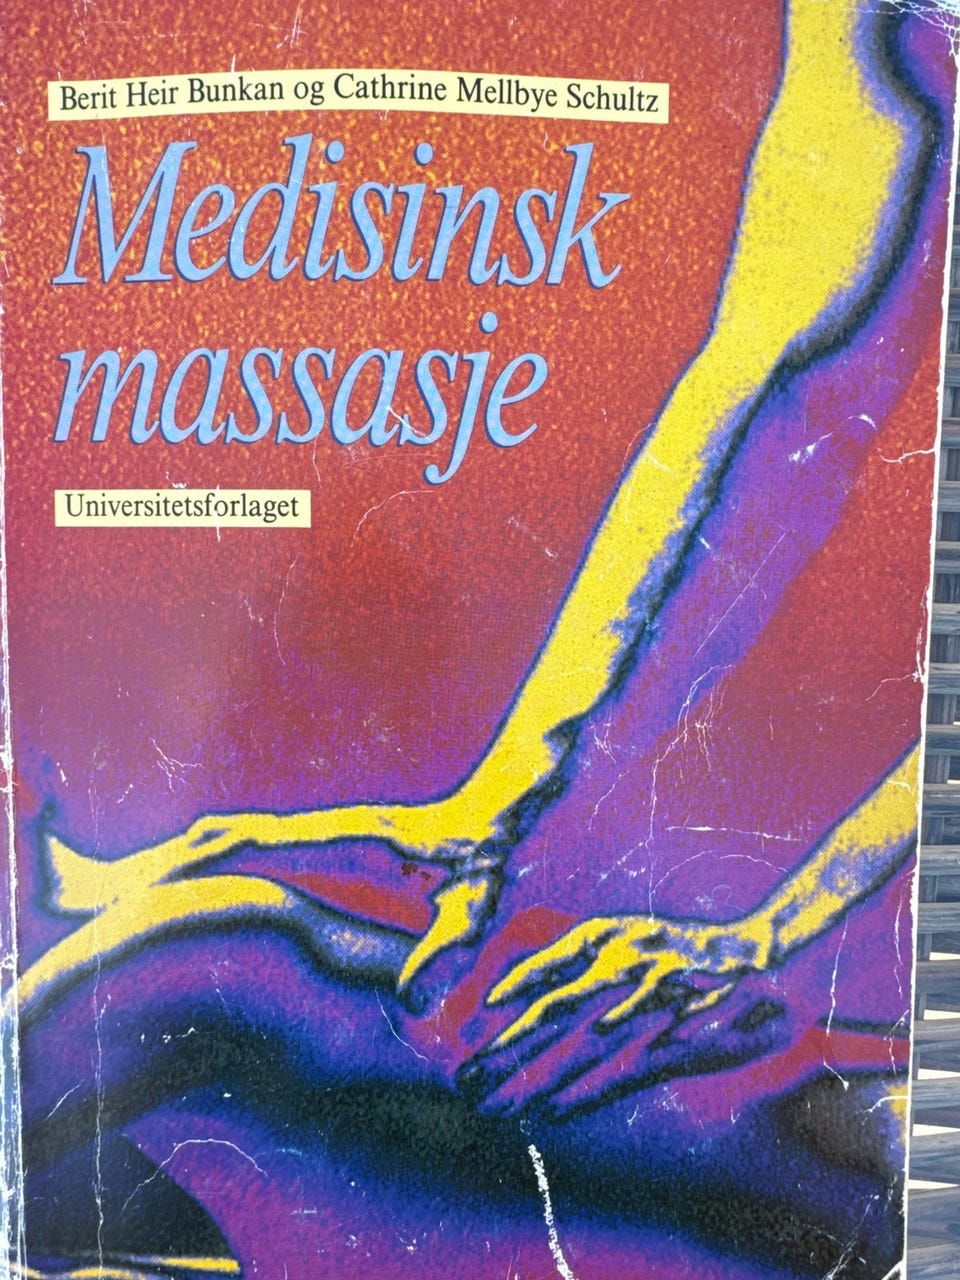 Berit Heir Bunkan og Cathrine Mellbye Schultz
Medisinsk
massasje
Universitetsforlaget